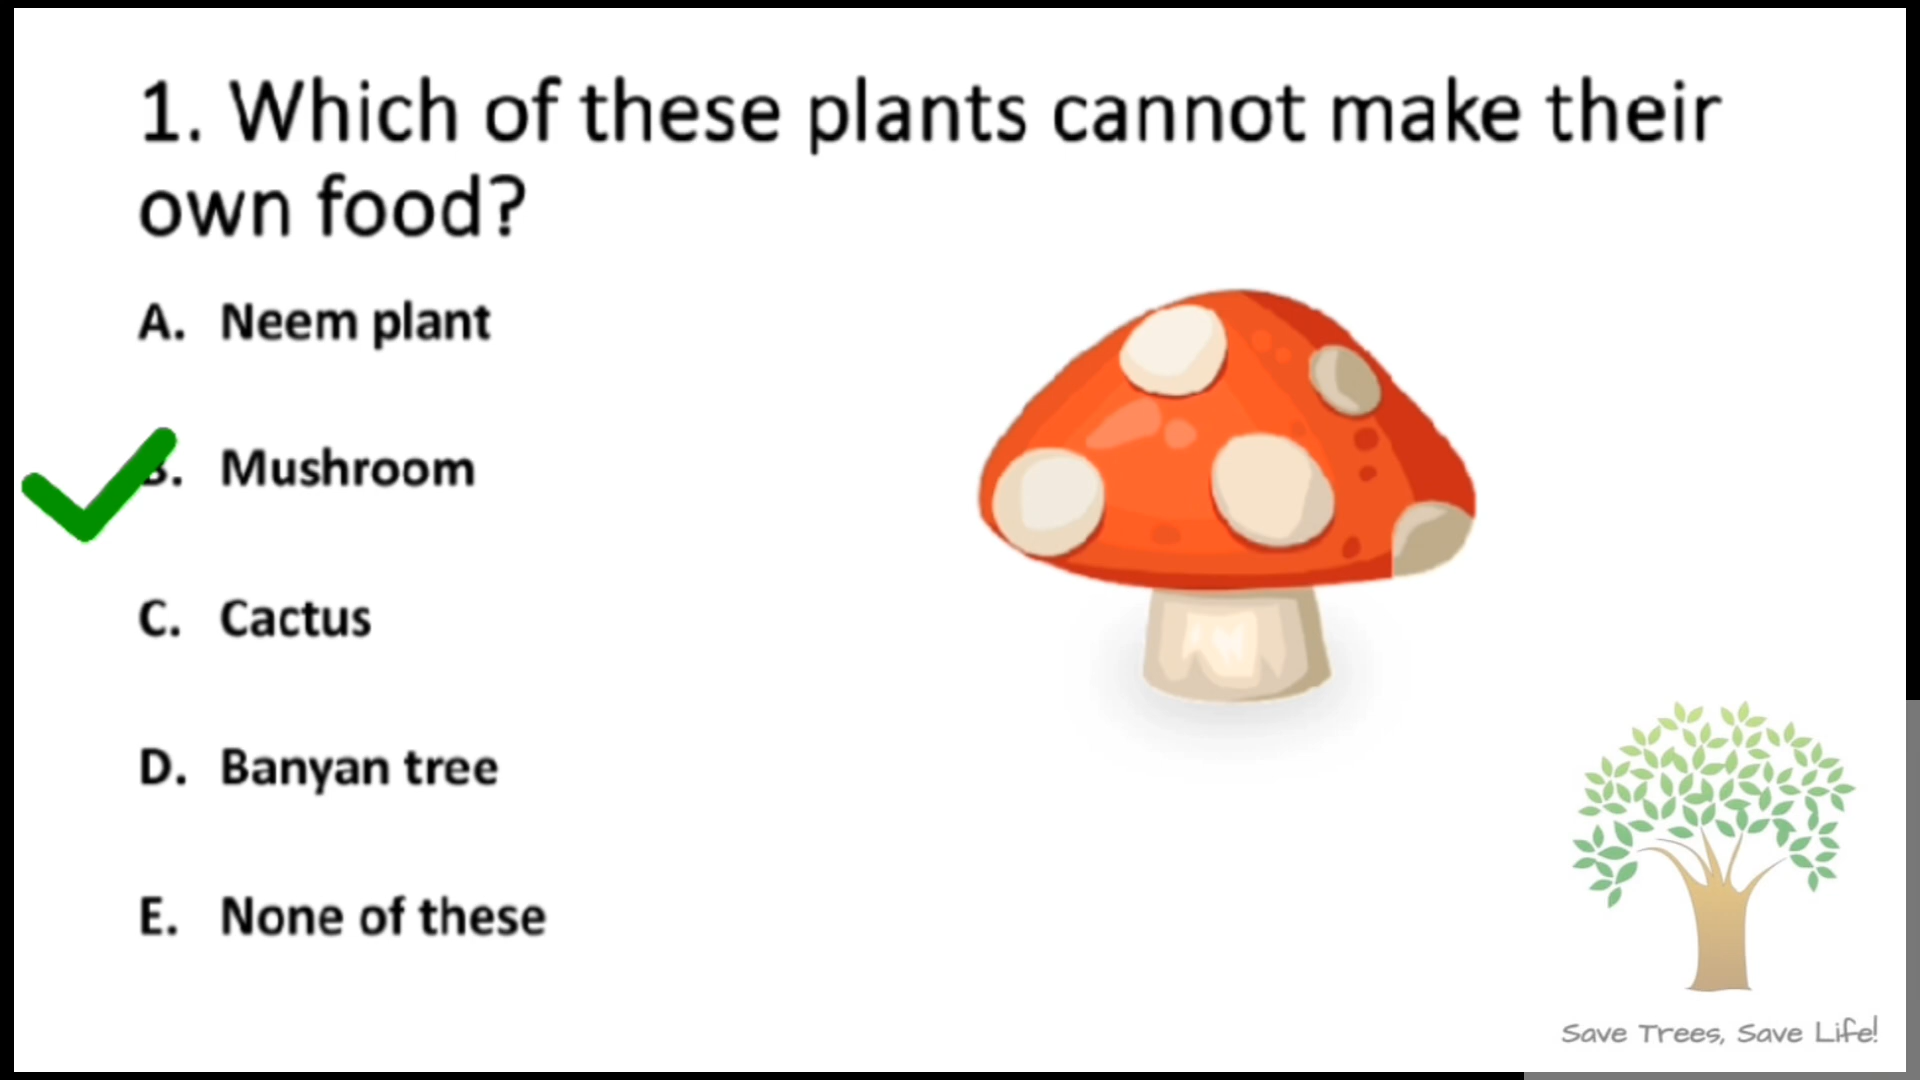 1. Which of these plants cannot make their
own food?
A. Neem plant
B. Mushroom
C. Cactus
D. Banyan tree
E. None of these
Save Trees, Save Life!